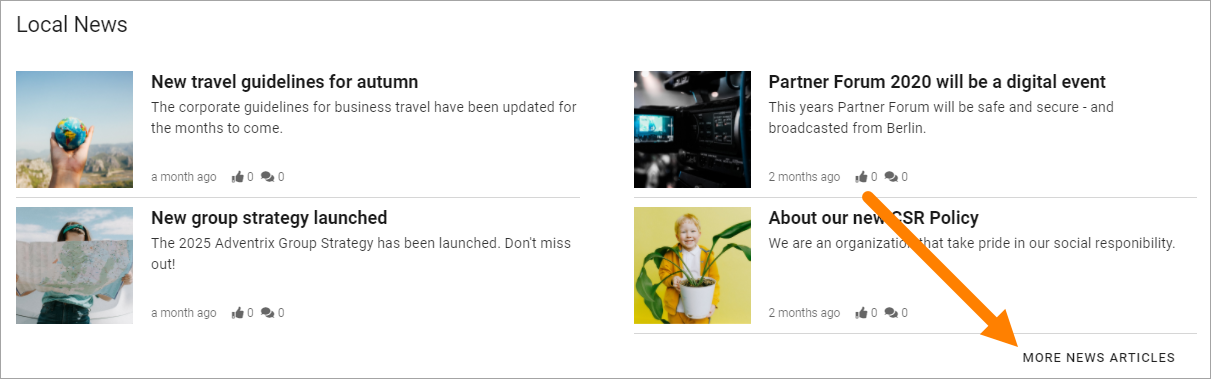 Local News
New travel guidelines for autumn
The corporate guidelines for business travel have been updated for
the months to come.
a month ago 0 0
Partner Forum 2020 will be a digital event
This years Partner Forum will be safe and secure - and
broadcasted from Berlin.
2 months ago 0 0
New group strategy launched
The 2025 Adventrix Group Strategy has been launched. Don't miss
out!
a month ago 0 0
About our new CSR Policy
We are an organization that take pride in our social responibility.
2 months ago 0 0
MORE NEWS ARTICLES